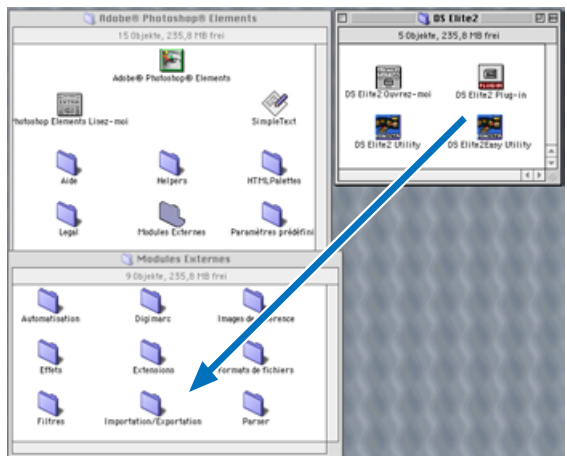 Adobe® Photoshop® Elements
15 Objekte, 235,8 MB frei
Adobe® Photoshop® Elements
Photoshop Elements Lisez-moi
SimpleText
Aide
Helpers
HTMLPalettes
Legal
Modules Externes
Paramètres prédéfini
DS Elite2
5 Objekte, 235,8 MB frei
DS Elite2 Ouvrez-moi
DS Elite2 Plug-in
DS Elite2 Utility
DS Elite2Easy Utility
Modules Externes
9 Objekte, 235,8 MB frei
Automatisation
Digimarc
Images de
Effets
Extensions
Formats de fichiers
Filtres
Importation/Exportation
Parser